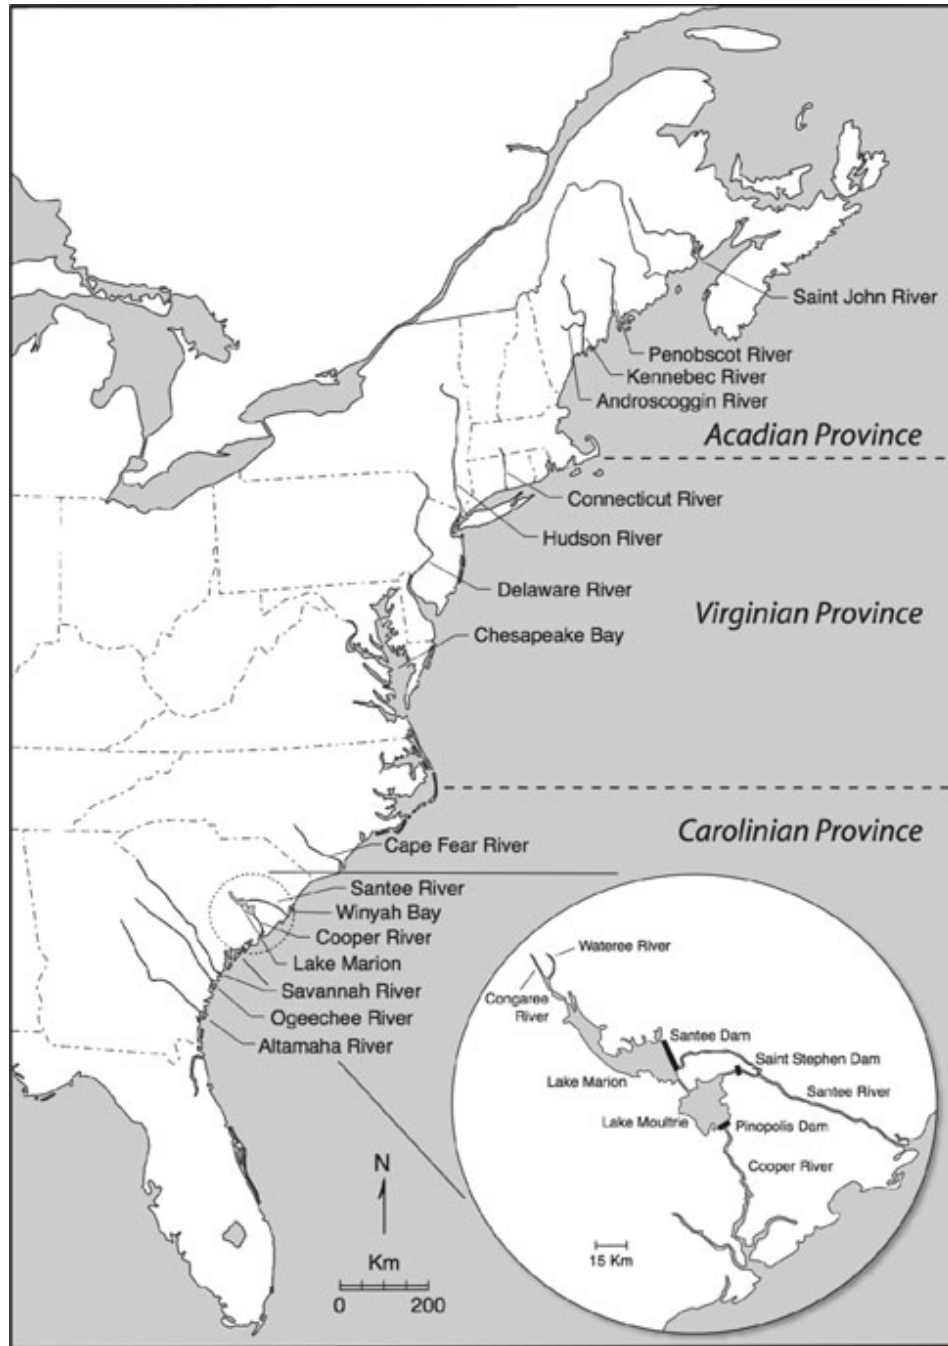 Saint John River
Penobscot River
Kennebec River
Androscoggin River
Acadian Province
Connecticut River
Hudson River
Delaware River
Virginian Province
Chesapeake Bay
Carolinian Province
Cape Fear River
Santee River
Winyah Bay
Cooper River
Lake Marion
Savannah River
Ogeechee River
Altamaha River
Wateree River
Congaree
River
Santee Dam
Saint Stephen Dam
Lake Marion
Santee River
Lake Moultrie
Pinopolis Dam
Cooper River
15 Km
N
Km
0 200